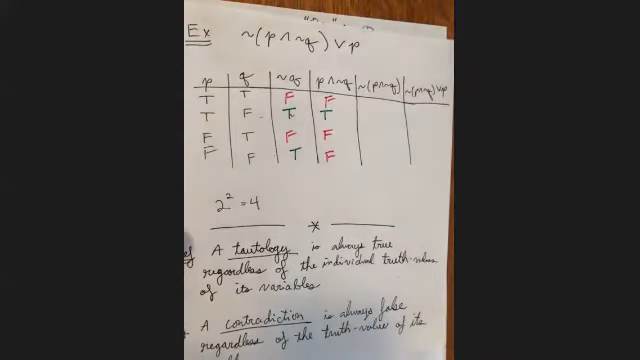 Ex ~(p∧~q)∨p
p q ~q p∧~q ~(p∧~q) ~(p∧~q)∨p
T T F F
T F T T
F T F F
F F T F
2² = 4
*
A tautology is always true
regardless of the individual truth-values
of its variables
A contradiction is always false
regardless of the truth-value of its